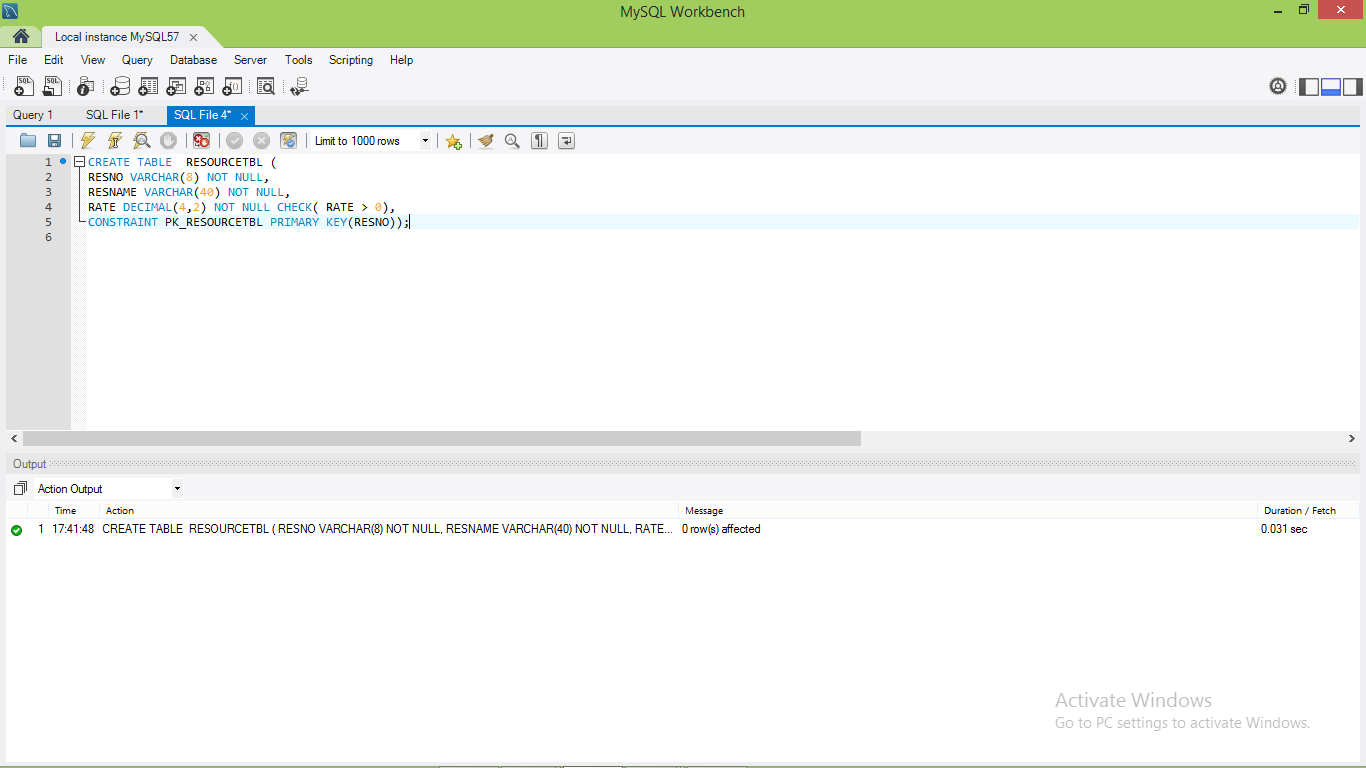 MySQL Workbench
Local instance MySQL57
File Edit View Query Database Server Tools Scripting Help
Query 1 SQL File 1* SQL File 4*
Limit to 1000 rows
1 CREATE TABLE  RESOURCETBL (
2 RESNO VARCHAR(8) NOT NULL,
3 RESNAME VARCHAR(40) NOT NULL,
4 RATE DECIMAL(4,2) NOT NULL CHECK( RATE > 0),
5 CONSTRAINT PK_RESOURCETBL PRIMARY KEY(RESNO));
6
Output
Action Output
Time Action Message Duration / Fetch
1 17:41:48 CREATE TABLE  RESOURCETBL ( RESNO VARCHAR(8) NOT NULL, RESNAME VARCHAR(40) NOT NULL, RATE... 0 row(s) affected 0.031 sec
Activate Windows
Go to PC settings to activate Windows.